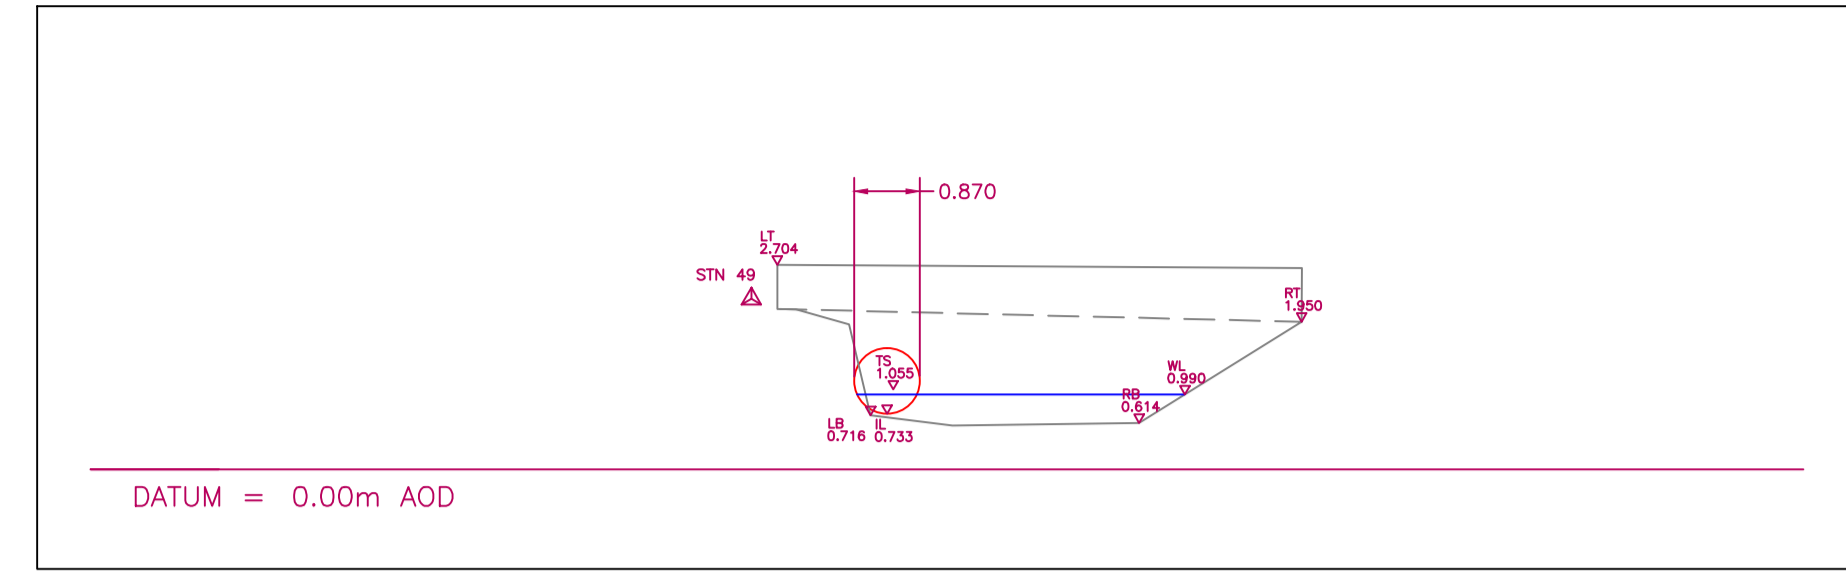 0.870
LT
2.704
STN 49
RT
1.950
TS
1.055
WL
0.990
RB
0.614
LB
0.716
IL
0.733
DATUM = 0.00m AOD